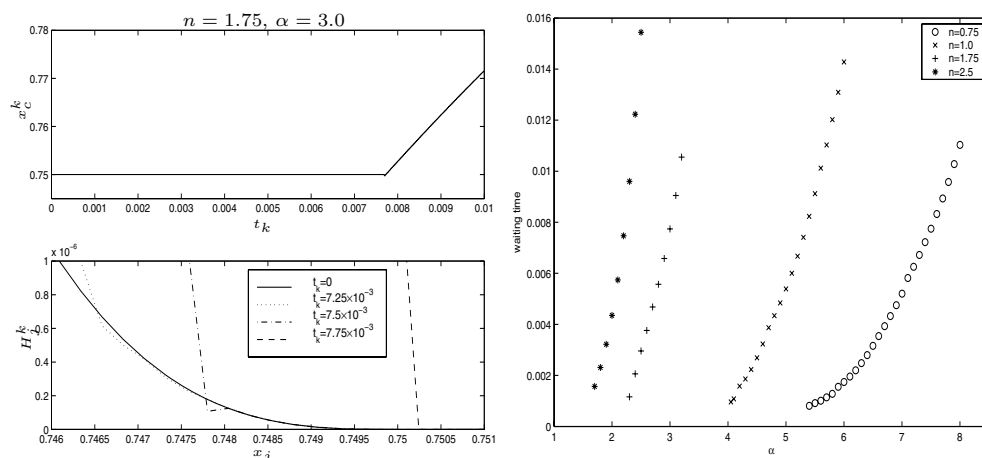 n = 1.75, α = 3.0
0.78
0.77
0.76
0.75
x_c^k
0 0.001 0.002 0.003 0.004 0.005 0.006 0.007 0.008 0.009 0.01
t_k
x 10^-6
1
0.8
0.6
0.4
0.2
0
H_j^k
t_k=0
t_k=7.25×10^-3
t_k=7.5×10^-3
t_k=7.75×10^-3
0.746 0.7465 0.747 0.7475 0.748 0.7485 0.749 0.7495 0.75 0.7505 0.751
x_j
0.016
0.014
0.012
0.01
0.008
0.006
0.004
0.002
0
waiting time
n=0.75
n=1.0
n=1.75
n=2.5
1 2 3 4 5 6 7 8
α